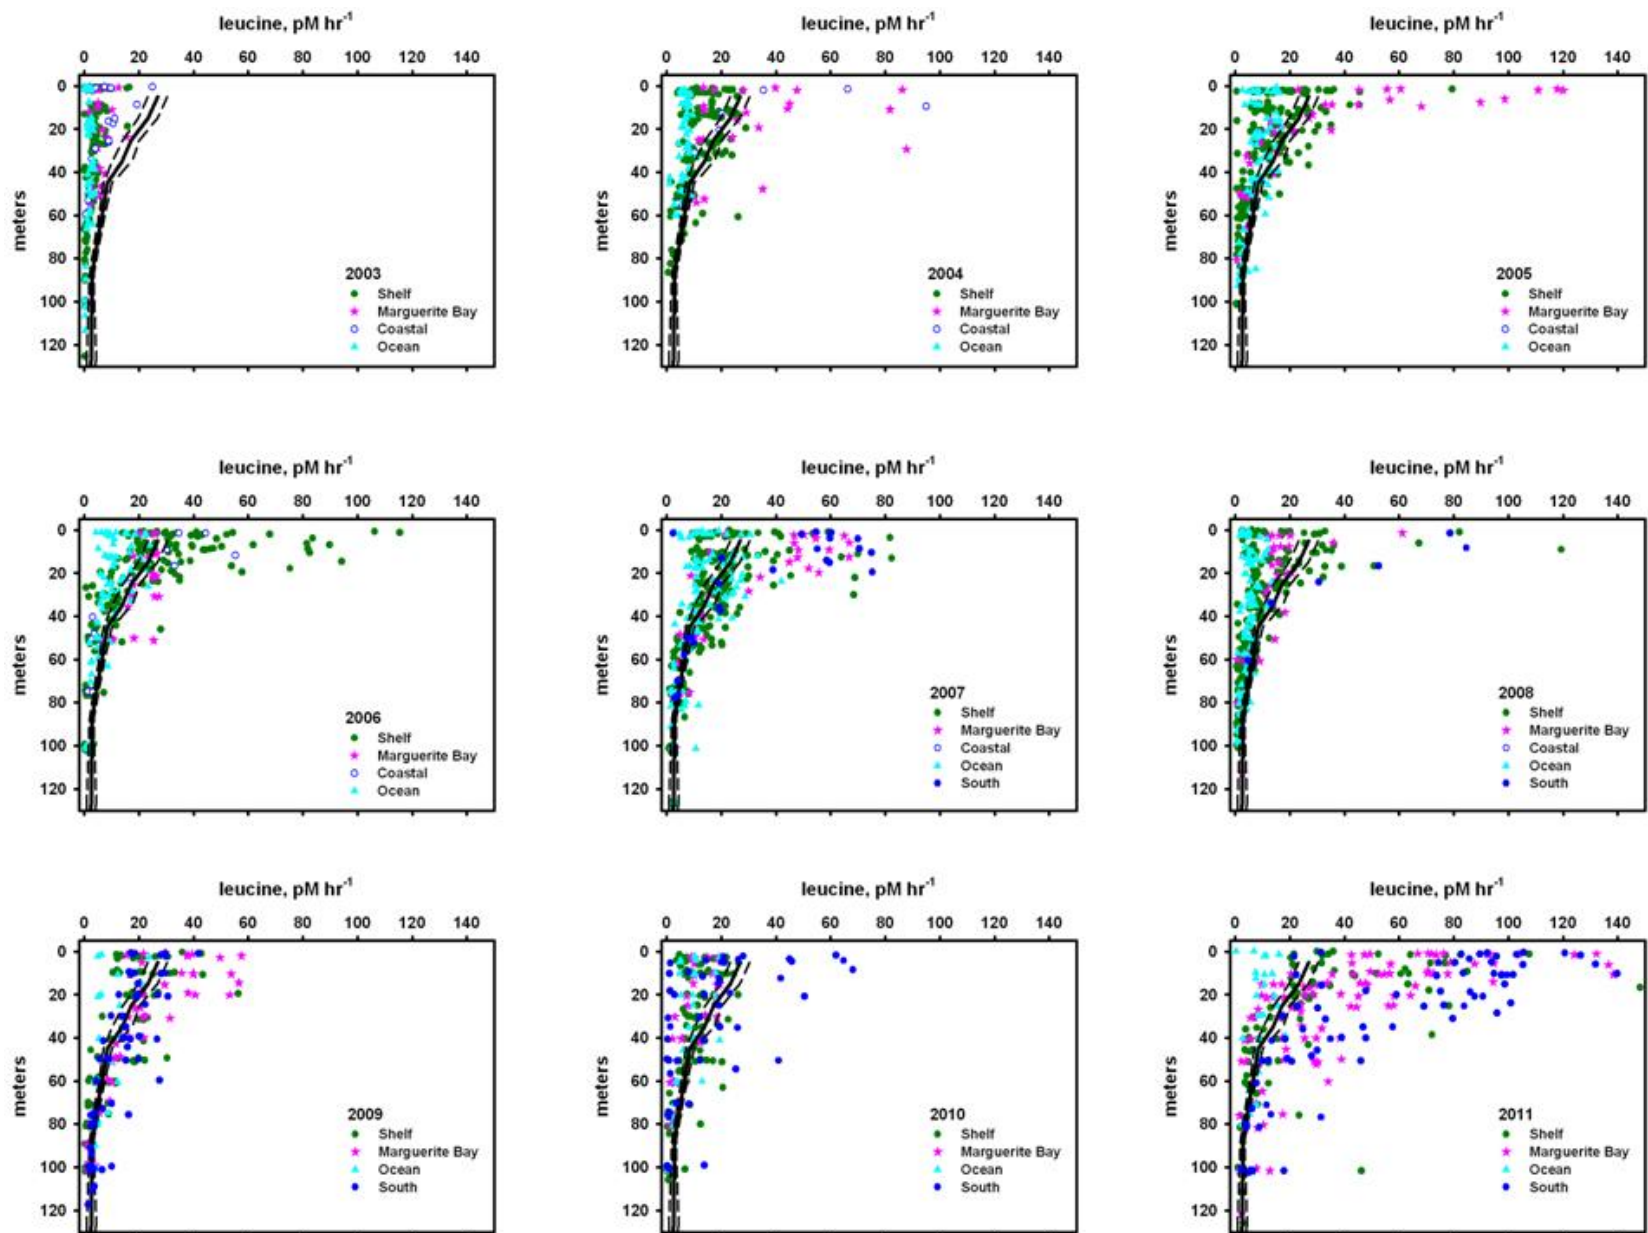 leucine, pM hr⁻¹
0 20 40 60 80 100 120 140
0
20
40
60
80
100
120
meters
2003
Shelf
Marguerite Bay
Coastal
Ocean
leucine, pM hr⁻¹
0 20 40 60 80 100 120 140
0
20
40
60
80
100
120
meters
2004
Shelf
Marguerite Bay
Coastal
Ocean
leucine, pM hr⁻¹
0 20 40 60 80 100 120 140
0
20
40
60
80
100
120
meters
2005
Shelf
Marguerite Bay
Coastal
Ocean
leucine, pM hr⁻¹
0 20 40 60 80 100 120 140
0
20
40
60
80
100
120
meters
2006
Shelf
Marguerite Bay
Coastal
Ocean
leucine, pM hr⁻¹
0 20 40 60 80 100 120 140
0
20
40
60
80
100
120
meters
2007
Shelf
Marguerite Bay
Coastal
Ocean
South
leucine, pM hr⁻¹
0 20 40 60 80 100 120 140
0
20
40
60
80
100
120
meters
2008
Shelf
Marguerite Bay
Coastal
Ocean
South
leucine, pM hr⁻¹
0 20 40 60 80 100 120 140
0
20
40
60
80
100
120
meters
2009
Shelf
Marguerite Bay
Ocean
South
leucine, pM hr⁻¹
0 20 40 60 80 100 120 140
0
20
40
60
80
100
120
meters
2010
Shelf
Marguerite Bay
Ocean
South
leucine, pM hr⁻¹
0 20 40 60 80 100 120 140
0
20
40
60
80
100
120
meters
2011
Shelf
Marguerite Bay
Ocean
South